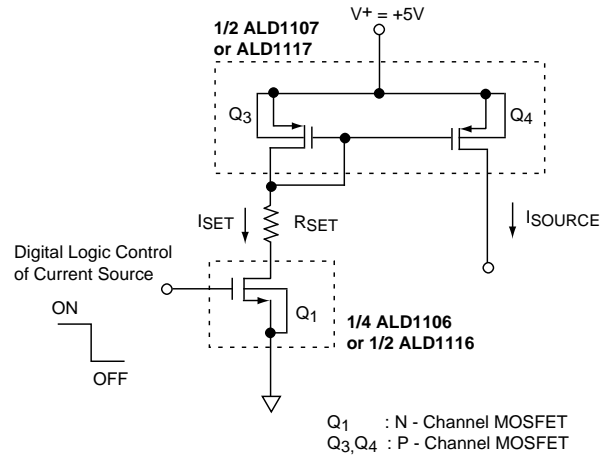 V+ = +5V
1/2 ALD1107
or ALD1117
Q3
Q4
ISET
RSET
ISOURCE
Digital Logic Control
of Current Source
ON
OFF
Q1
1/4 ALD1106
or 1/2 ALD1116
Q1 : N - Channel MOSFET
Q3,Q4 : P - Channel MOSFET